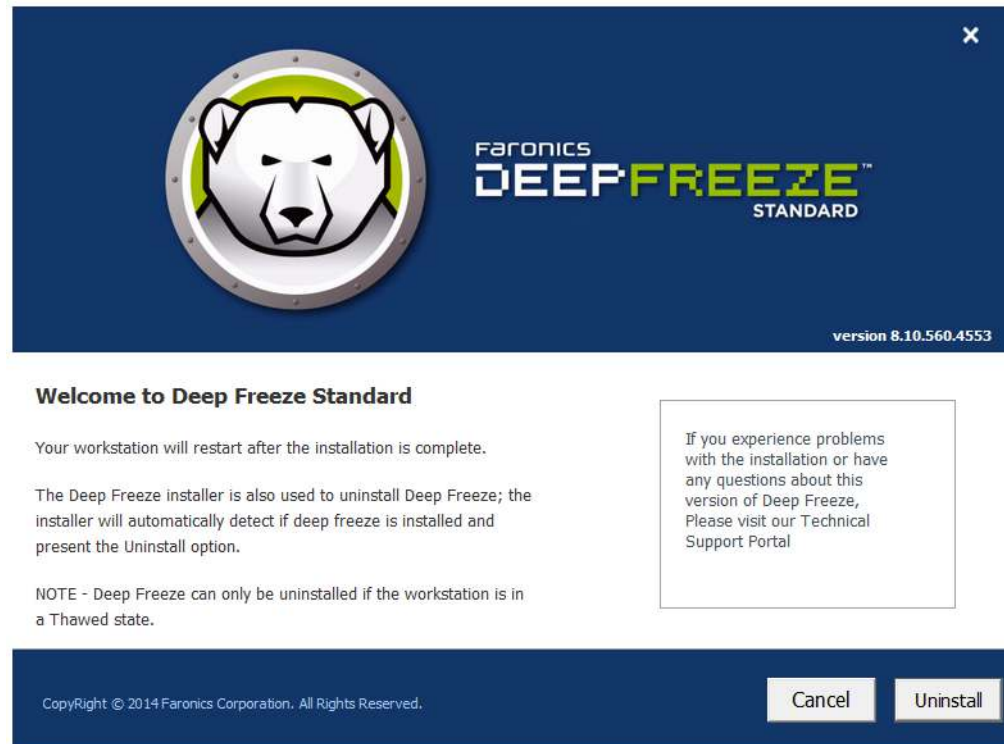 Faronics
DEEPFREEZE™
STANDARD
version 8.10.560.4553
Welcome to Deep Freeze Standard
Your workstation will restart after the installation is complete.
The Deep Freeze installer is also used to uninstall Deep Freeze; the
installer will automatically detect if deep freeze is installed and
present the Uninstall option.
NOTE - Deep Freeze can only be uninstalled if the workstation is in
a Thawed state.
If you experience problems
with the installation or have
any questions about this
version of Deep Freeze,
Please visit our Technical
Support Portal
CopyRight © 2014 Faronics Corporation. All Rights Reserved.
Cancel
Uninstall